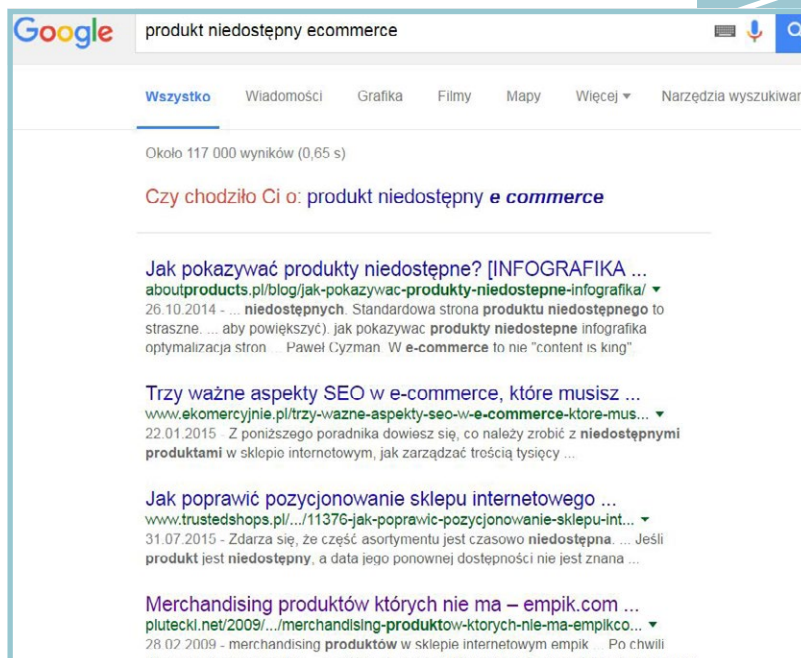 Google produkt niedostępny ecommerce
Wszystko Wiadomości Grafika Filmy Mapy Więcej Narzędzia wyszukiwar
Około 117 000 wyników (0,65 s)
Czy chodziło Ci o: produkt niedostępny e commerce
Jak pokazywać produkty niedostępne? [INFOGRAFIKA ...
aboutproducts.pl/blog/jak-pokazywac-produkty-niedostepne-infografika/
26.10.2014 - ... niedostępnych. Standardowa strona produktu niedostępnego to
straszne. ... aby powiększyć). jak pokazywac produkty niedostepne infografika
optymalizacja stron ... Paweł Cyzman. W e-commerce to nie "content is king"
Trzy ważne aspekty SEO w e-commerce, które musisz ...
www.ekomercyjnie.pl/trzy-wazne-aspekty-seo-w-e-commerce-ktore-mus...
22.01.2015 - Z poniższego poradnika dowiesz się, co należy zrobić z niedostępnymi
produktami w sklepie internetowym, jak zarządzać treścią tysięcy ...
Jak poprawić pozycjonowanie sklepu internetowego ...
www.trustedshops.pl/.../11376-jak-poprawic-pozycjonowanie-sklepu-int...
31.07.2015 - Zdarza się, że część asortymentu jest czasowo niedostępna. ... Jeśli
produkt jest niedostępny, a data jego ponownej dostępności nie jest znana ...
Merchandising produktów których nie ma – empik.com ...
plutecki.net/2009/.../merchandising-produktow-ktorych-nie-ma-empikco...
28.02.2009 - merchandising produktów w sklepie internetowym empik ... Po chwili